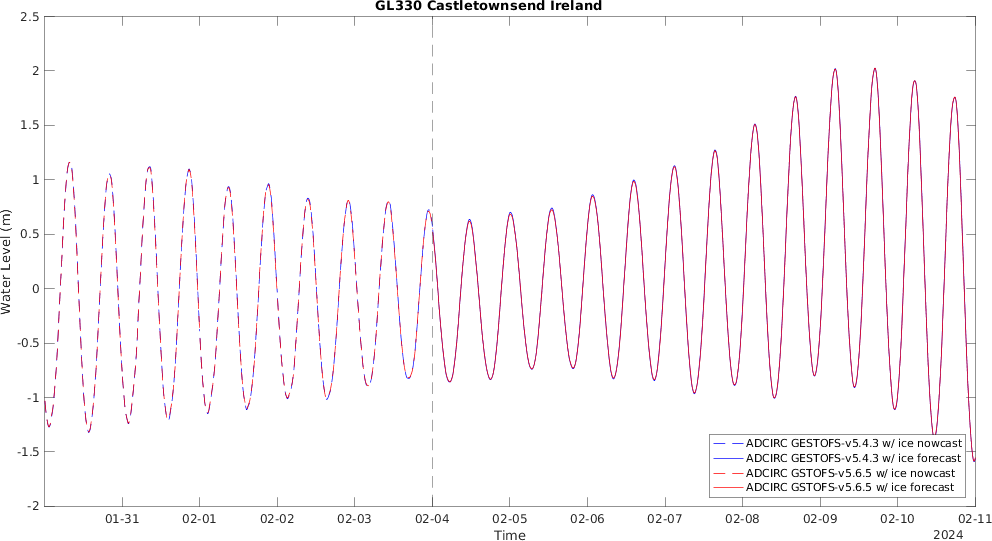 GL330 Castletownsend Ireland
2.5
2
1.5
1
0.5
0
-0.5
-1
-1.5
-2
Water Level (m)
ADCIRC GESTOFS-v5.4.3 w/ ice nowcast
ADCIRC GESTOFS-v5.4.3 w/ ice forecast
ADCIRC GSTOFS-v5.6.5 w/ ice nowcast
ADCIRC GSTOFS-v5.6.5 w/ ice forecast
01-31 02-01 02-02 02-03 02-04 02-05 02-06 02-07 02-08 02-09 02-10 02-11
Time
2024